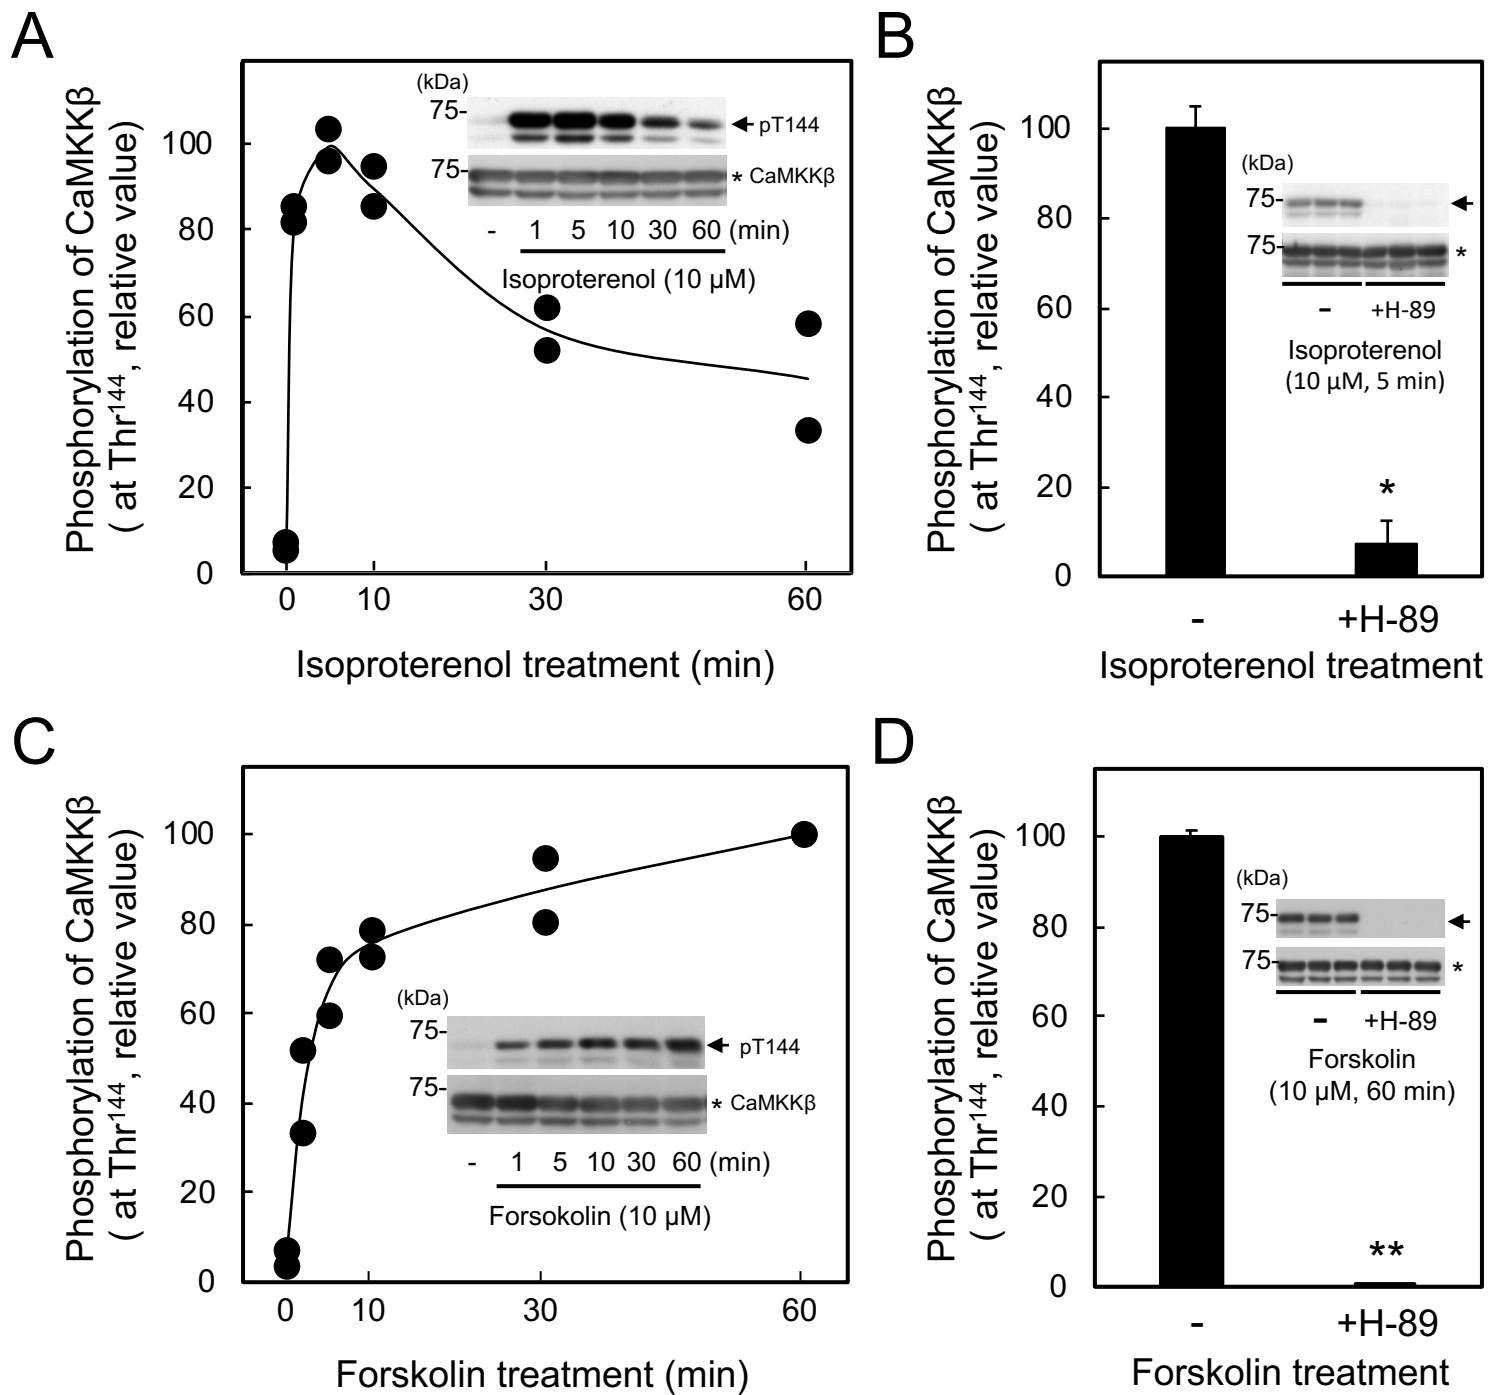 A
Phosphorylation of CaMKKβ
( at Thr144, relative value)
100
80
60
40
20
0
(kDa)
75-
pT144
75-
* CaMKKβ
- 1 5 10 30 60 (min)
Isoproterenol (10 μM)
0 10 30 60
Isoproterenol treatment (min)
B
Phosphorylation of CaMKKβ
( at Thr144, relative value)
100
80
60
40
20
0
(kDa)
75-
75-
*
- +H-89
Isoproterenol
(10 μM, 5 min)
*
- +H-89
Isoproterenol treatment
C
Phosphorylation of CaMKKβ
( at Thr144, relative value)
100
80
60
40
20
0
(kDa)
75-
pT144
75-
* CaMKKβ
- 1 5 10 30 60 (min)
Forsokolin (10 μM)
0 10 30 60
Forskolin treatment (min)
D
Phosphorylation of CaMKKβ
( at Thr144, relative value)
100
80
60
40
20
0
(kDa)
75-
75-
*
- +H-89
Forskolin
(10 μM, 60 min)
**
- +H-89
Forskolin treatment